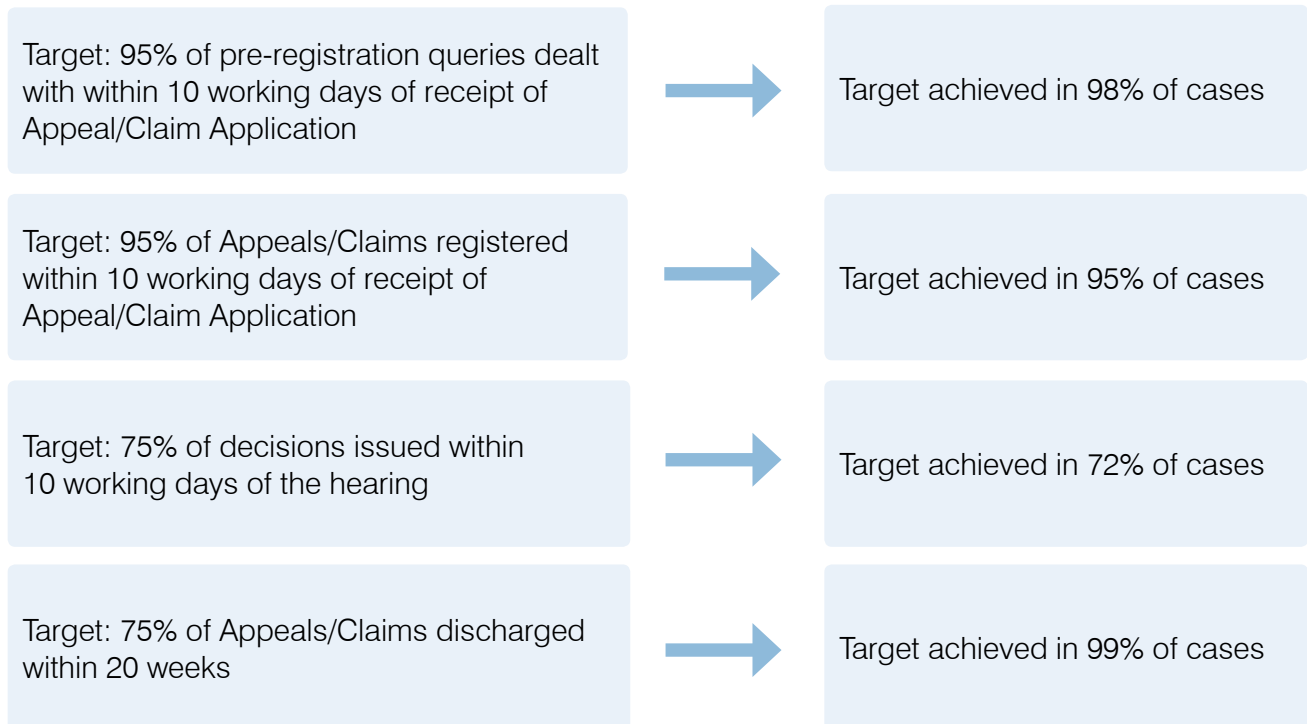 Target: 95% of pre-registration queries dealt
with within 10 working days of receipt of
Appeal/Claim Application
Target achieved in 98% of cases
Target: 95% of Appeals/Claims registered
within 10 working days of receipt of
Appeal/Claim Application
Target achieved in 95% of cases
Target: 75% of decisions issued within
10 working days of the hearing
Target achieved in 72% of cases
Target: 75% of Appeals/Claims discharged
within 20 weeks
Target achieved in 99% of cases